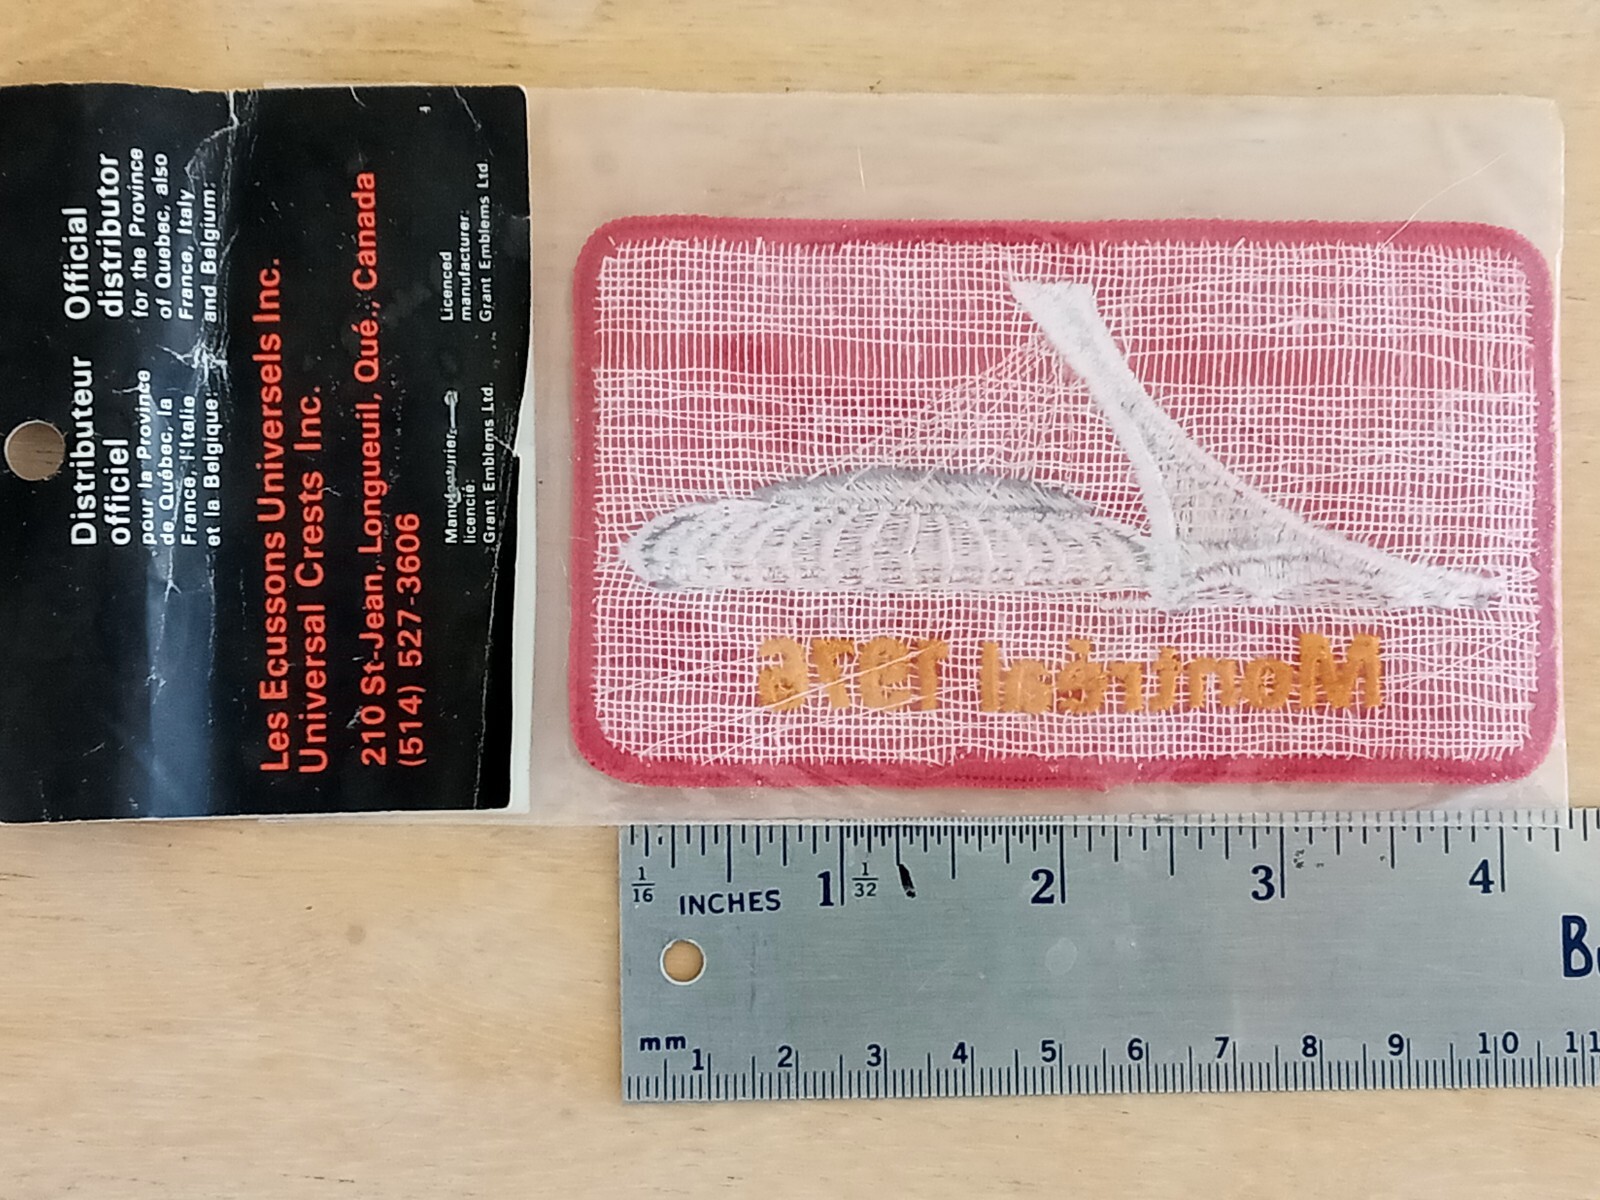 Distributeur
officiel
pour la Province
de Québec, la
France, l'Italie
et la Belgique:
Official
distributor
for the Province
of Quebec, also
France, Italy
and Belgium:
Les Ecussons Universels Inc.
Universal Crests Inc.
210 St-Jean, Longueuil, Qué., Canada
(514) 527-3606
Manufacturier
licencié:
Grant Emblems Ltd.
Licenced
manufacturer:
Grant Emblems Ltd.
Montréal 1976
1/16 INCHES 1 1/32 2 3 4
mm 1 2 3 4 5 6 7 8 9 10 11